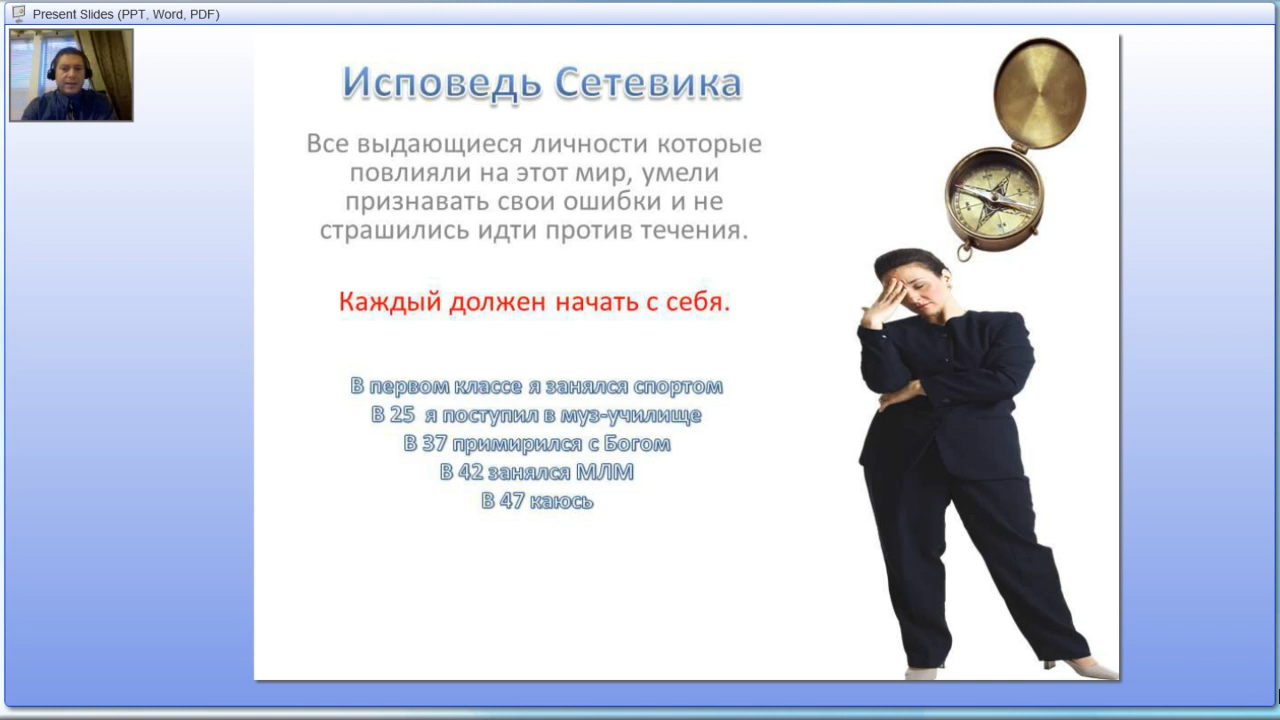 Present Slides (PPT, Word, PDF)
Исповедь Сетевика
Все выдающиеся личности которые
повлияли на этот мир, умели
признавать свои ошибки и не
страшились идти против течения.
Каждый должен начать с себя.
В первом классе я занялся спортом
В 25 я поступил в муз-училище
В 37 примирился с Богом
В 42 занялся МЛМ
В 47 каюсь